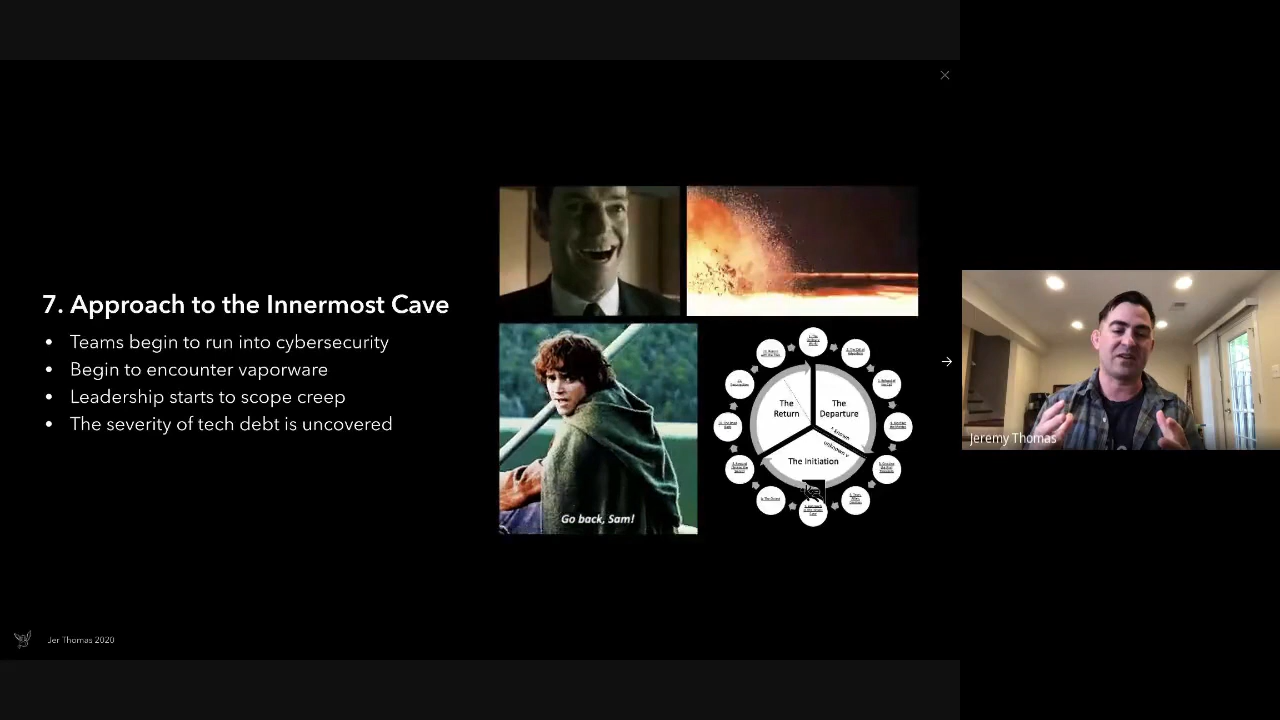 7. Approach to the Innermost Cave
• Teams begin to run into cybersecurity
• Begin to encounter vaporware
• Leadership starts to scope creep
• The severity of tech debt is uncovered
Go back, Sam!
The
Return
The
Departure
The Initiation
Jeremy Thomas
Jer Thomas 2020